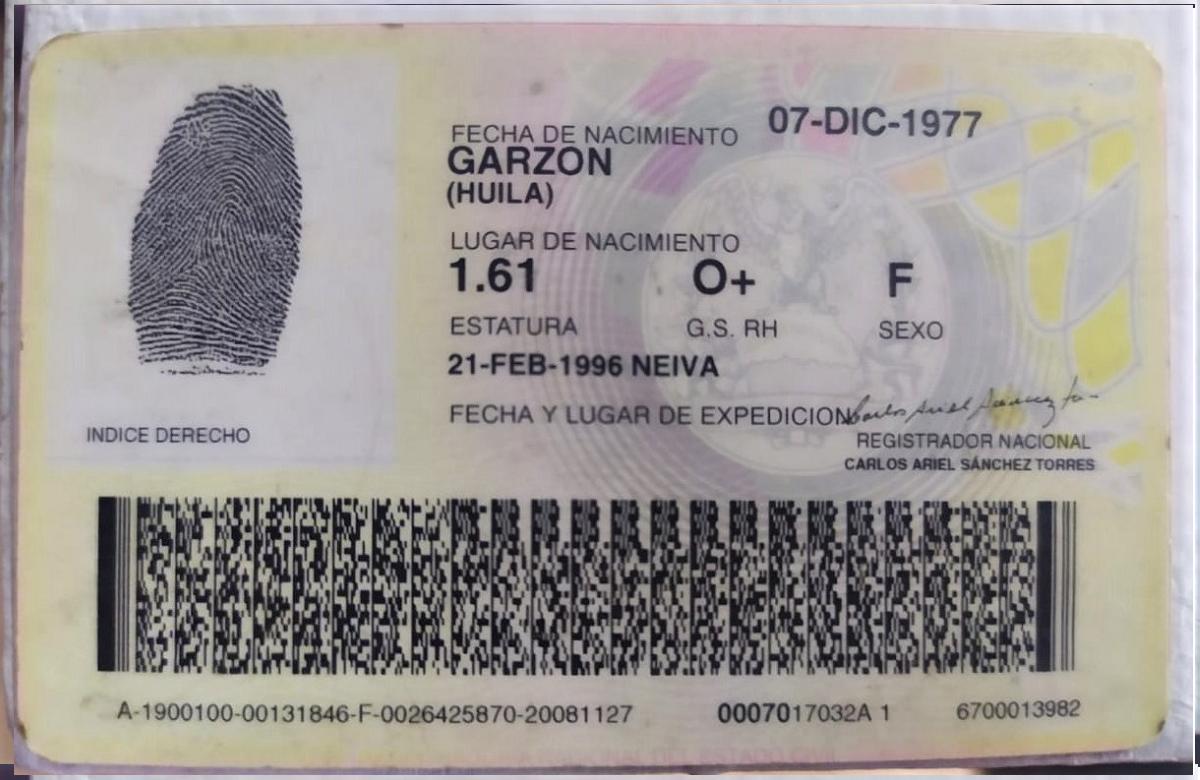 07-DIC-1977
FECHA DE NACIMIENTO
GARZON
(HUILA)
LUGAR DE NACIMIENTO
1.61 O+ F
ESTATURA G.S. RH SEXO
21-FEB-1996 NEIVA
FECHA Y LUGAR DE EXPEDICION
Carlos Ariel Sánchez
INDICE DERECHO
REGISTRADOR NACIONAL
CARLOS ARIEL SÁNCHEZ TORRES
A-1900100-00131846-F-0026425870-20081127 0007017032A 1 6700013982